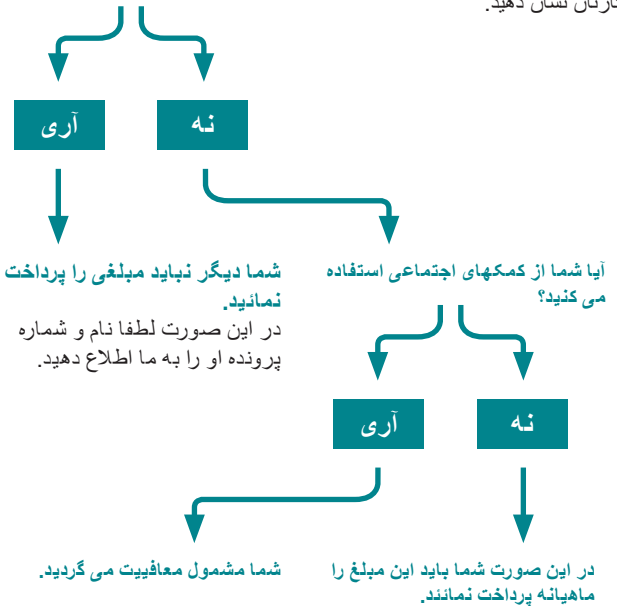 نشان دهید.
آری
نه
شما دیگر نباید مبلغی را پرداخت
نمائید.
در این صورت لطفا نام و شماره
پرونده او را به ما اطلاع دهید.
آیا شما از کمکهای اجتماعی استفاده
می کنید؟
آری
نه
شما مشمول معافییت می گردید.
در این صورت شما باید این مبلغ را
ماهیانه پرداخت نمائند.